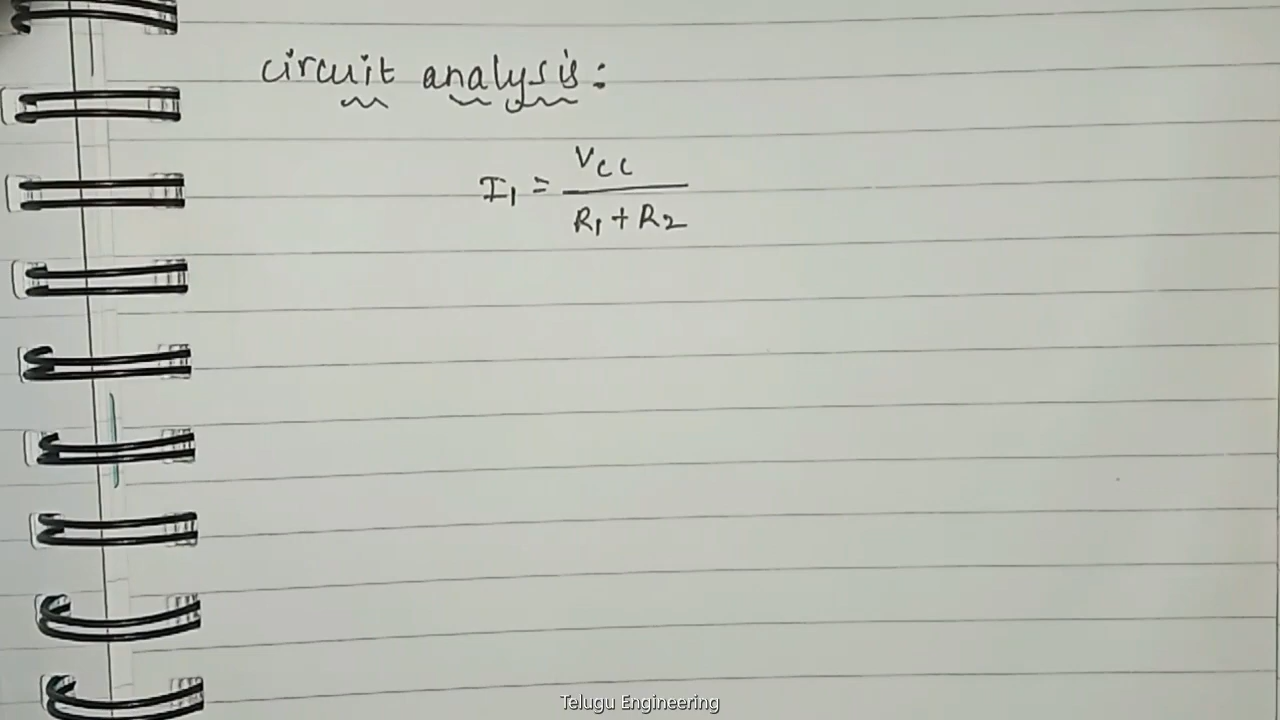 circuit analysis:
I₁ = VCC / R₁ + R₂
Telugu Engineering